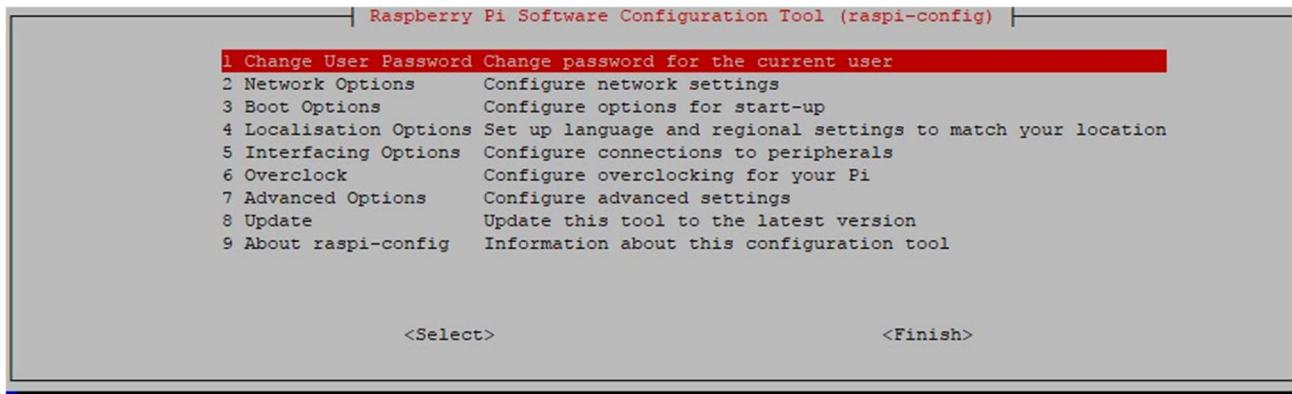 Raspberry Pi Software Configuration Tool (raspi-config)
1 Change User Password Change password for the current user
2 Network Options Configure network settings
3 Boot Options Configure options for start-up
4 Localisation Options Set up language and regional settings to match your location
5 Interfacing Options Configure connections to peripherals
6 Overclock Configure overclocking for your Pi
7 Advanced Options Configure advanced settings
8 Update Update this tool to the latest version
9 About raspi-config Information about this configuration tool
<Select> <Finish>